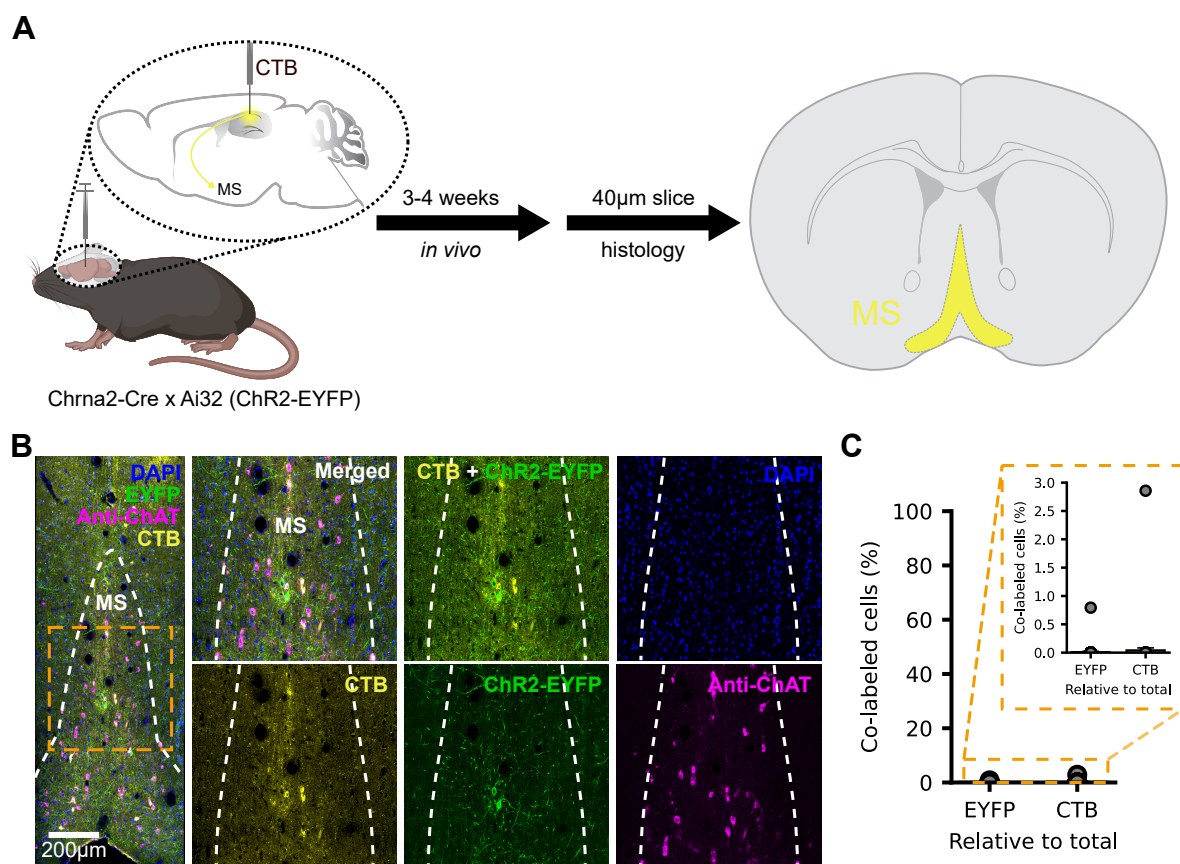 A
CTB
MS
3-4 weeks
in vivo
40µm slice
histology
MS
Chrna2-Cre x Ai32 (ChR2-EYFP)
B
DAPI
EYFP
Anti-ChAT
CTB
MS
200µm
Merged
MS
CTB + ChR2-EYFP
DAPI
CTB
ChR2-EYFP
Anti-ChAT
C
Co-labeled cells (%)
100
80
60
40
20
0
EYFP
CTB
Relative to total
Co-labeled cells (%)
3.0
2.5
2.0
1.5
1.0
0.5
0.0
EYFP
CTB
Relative to total